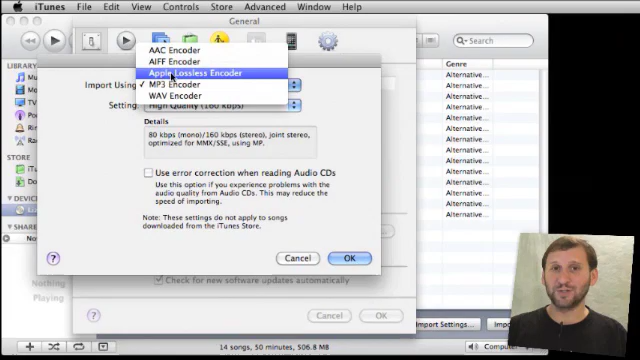 iTunes File Edit View Controls Store Advanced Window Help
General
AAC Encoder
AIFF Encoder
Apple Lossless Encoder
Import Using: ✓ MP3 Encoder
WAV Encoder
Setting: High Quality (160 kbps)
Details
80 kbps (mono)/160 kbps (stereo), joint stereo,
optimized for MMX/SSE, using MP.
Use error correction when reading Audio CDs
Use this option if you experience problems with the
audio quality from Audio CDs. This may reduce the
speed of importing.
Note: These settings do not apply to songs
downloaded from the iTunes Store.
? Cancel OK
Check for new software updates automatically
? Cancel OK
LIBRARY
STORE
SHARE
Nothing
Playing
Genre
Alternative...
Alternative...
Alternative...
Alternative...
Alternative...
Alternative...
Alternative...
Alternative...
Alternative...
Alternative...
Alternative...
Alternative...
Alternative...
Alternative...
Import Settings...
14 songs, 50 minutes, 506.8 MB
Computer